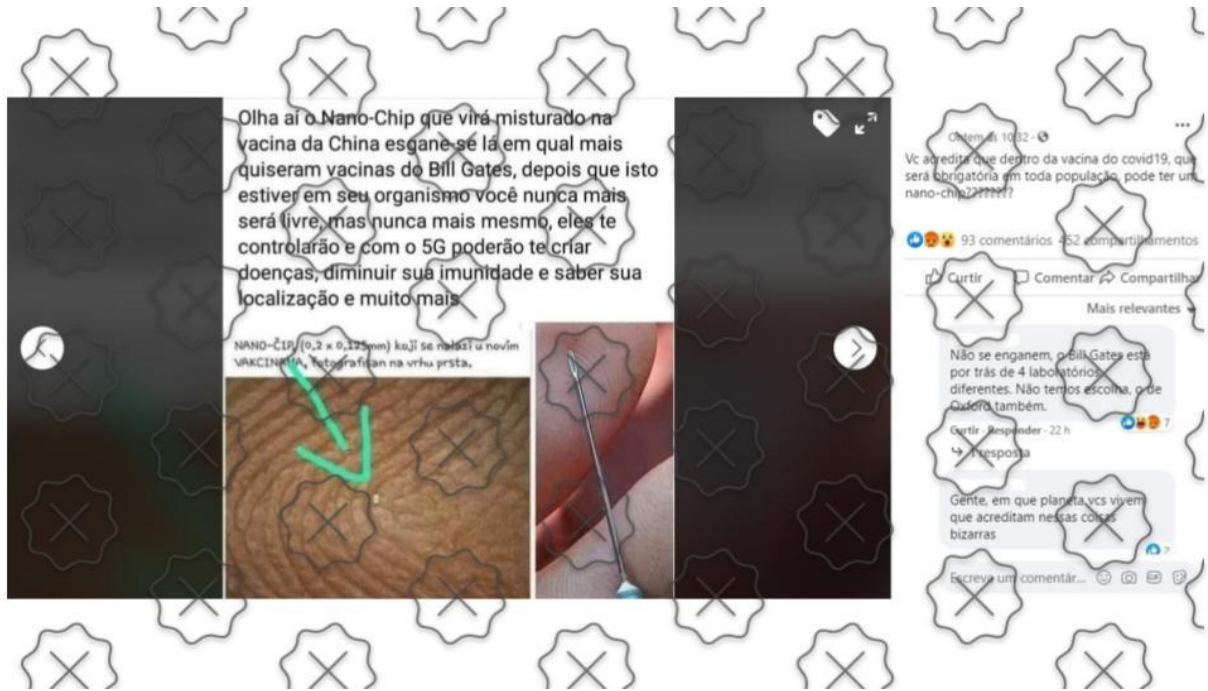 Olha aí o Nano-Chip que virá misturado na
vacina da China esgane-se lá em qual mais
quiseram vacinas do Bill Gates, depois que isto
estiver em seu organismo você nunca mais
será livre, mas nunca mais mesmo, eles te
controlarão e com o 5G poderão te criar
doenças, diminuir sua imunidade e saber sua
localização e muito mais
NANO-ČIP (0,2 x 0,125mm) koji se nalazi u novim
VAKCINAMA, fotografisan na vrhu prsta.
Ontem às 10:32
Vc acredita que dentro da vacina do covid19, que
será obrigatória em toda população, pode ter um
nano-chip???????
93 comentários 452 compartilhamentos
Curtir Comentar Compartilhar
Mais relevantes
Não se enganem, o Bill Gates está
por trás de 4 laboratórios
diferentes. Não temos escolha, o de
Oxford também.
7
Curtir · Responder · 22 h
1 resposta
Gente, em que planeta vcs vivem
que acreditam nessas coisas
bizarras
2
Escreva um comentár...